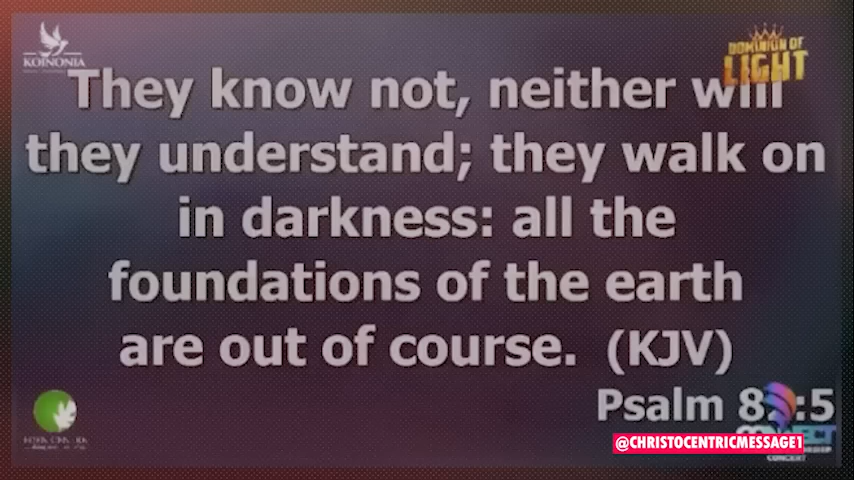 KOINONIA
DOMINION OF
LIGHT
They know not, neither will
they understand; they walk on
in darkness: all the
foundations of the earth
are out of course. (KJV)
Psalm 8 :5
@CHRISTOCENTRICMESSAGE1
CONCERT